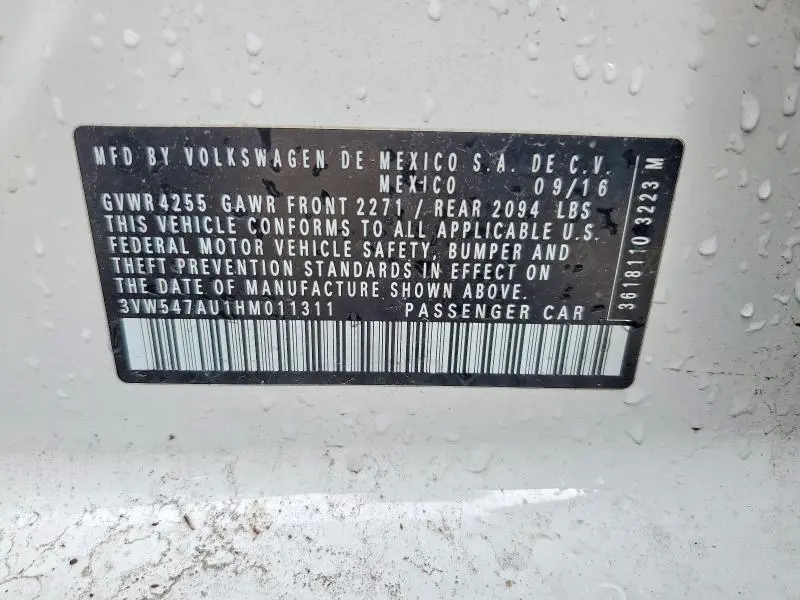 MFD BY VOLKSWAGEN DE MEXICO S.A. DE C.V.
MEXICO 09/16
GVWR4255 GAWR FRONT 2271 / REAR 2094 LBS
THIS VEHICLE CONFORMS TO ALL APPLICABLE U.S.
FEDERAL MOTOR VEHICLE SAFETY, BUMPER AND
THEFT PREVENTION STANDARDS IN EFFECT ON
THE DATE OF MANUFACTURE SHOWN ABOVE.
3VW547AU1HM011311 PASSENGER CAR
3618110 3223 M